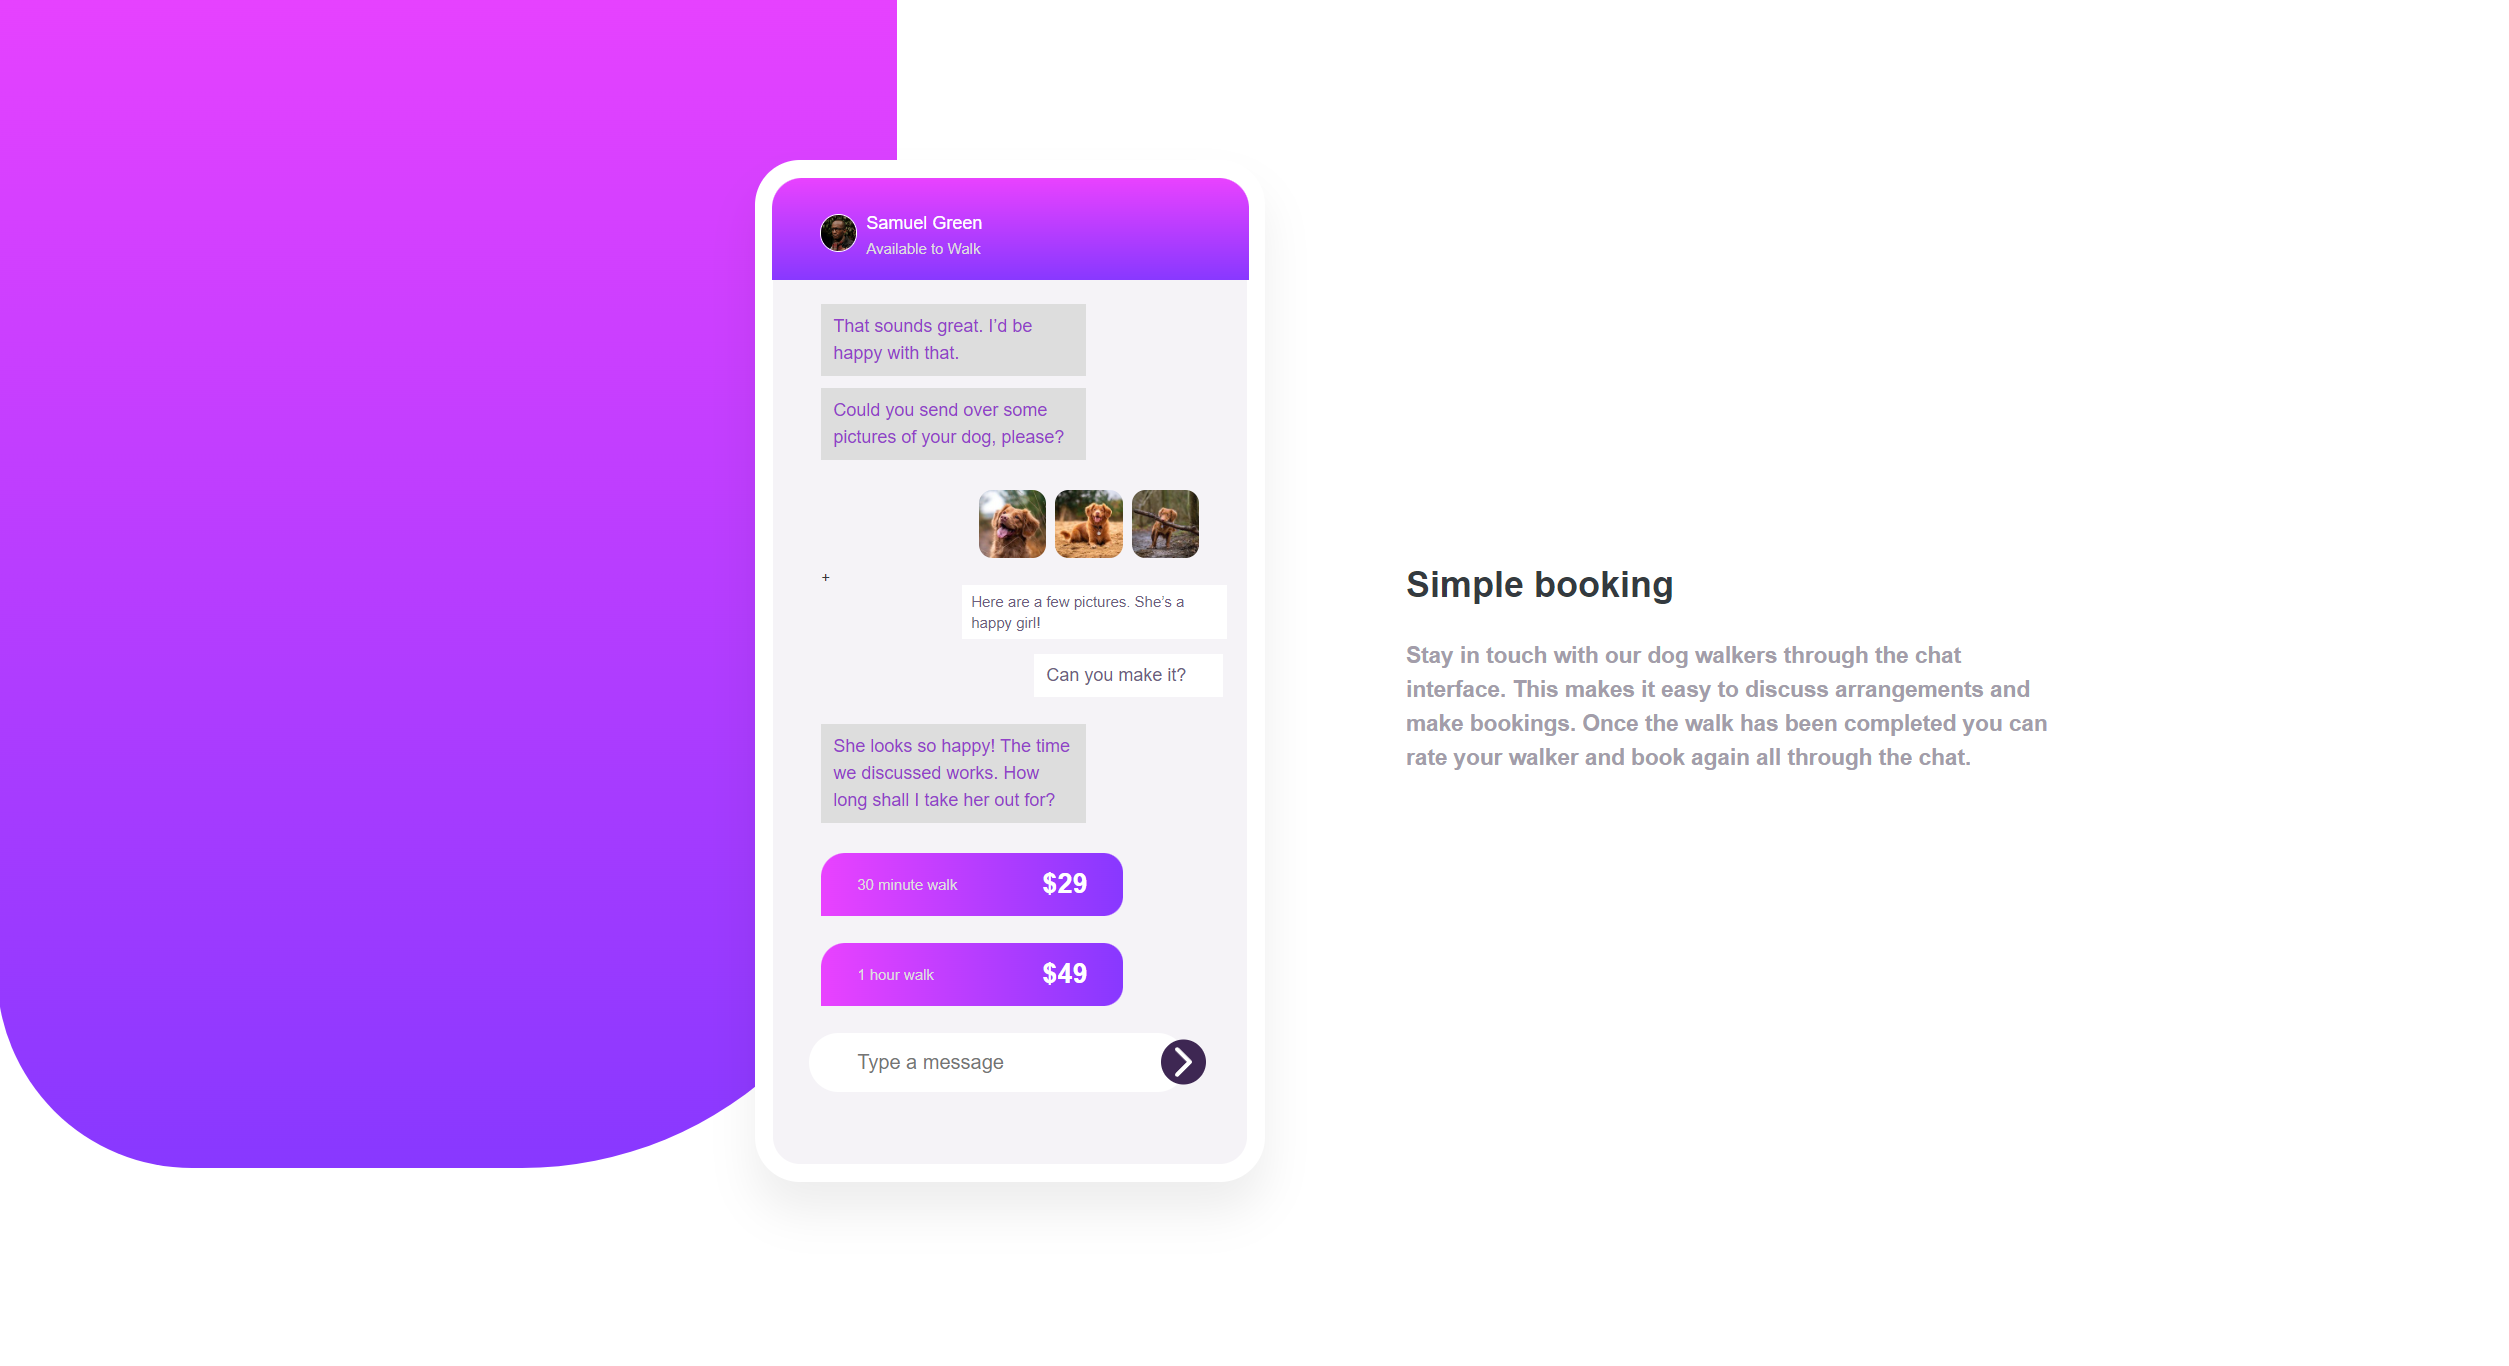 Samuel Green
Available to Walk
That sounds great. I’d be
happy with that.
Could you send over some
pictures of your dog, please?
+
Here are a few pictures. She’s a
happy girl!
Can you make it?
She looks so happy! The time
we discussed works. How
long shall I take her out for?
30 minute walk $29
1 hour walk $49
Type a message
Simple booking
Stay in touch with our dog walkers through the chat
interface. This makes it easy to discuss arrangements and
make bookings. Once the walk has been completed you can
rate your walker and book again all through the chat.